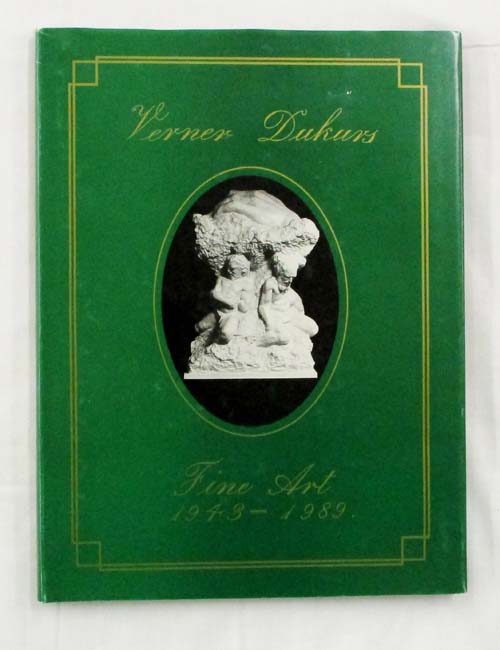 Verner Dukurs
Fine Art
1943-1989.